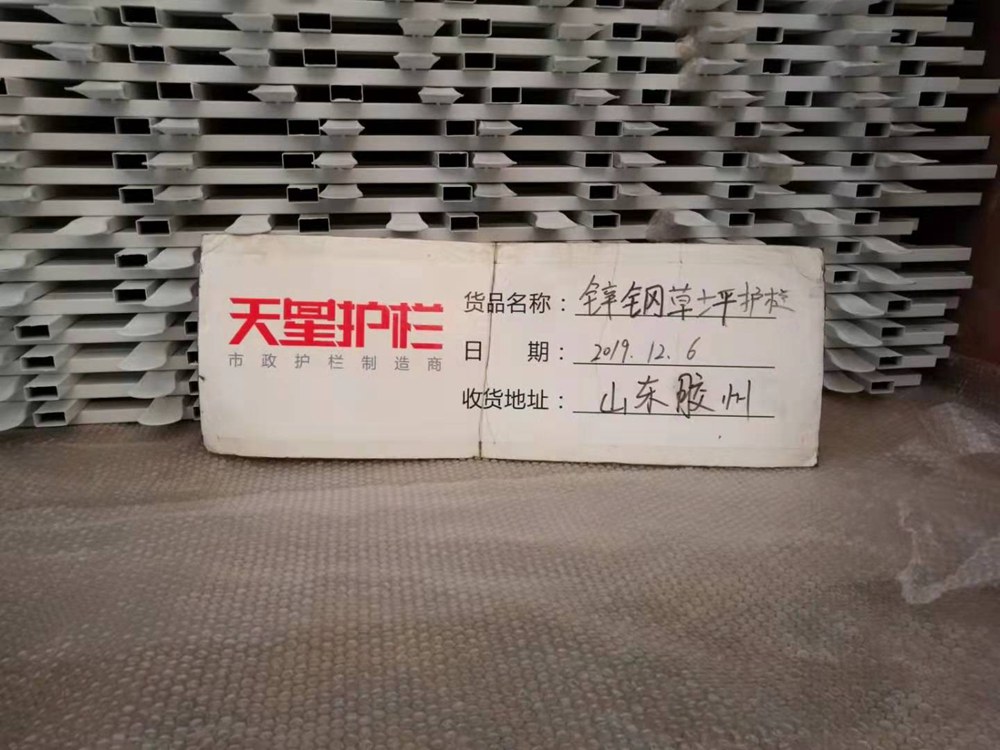 天星护栏
市政护栏制造商
货品名称：锌钢草坪护栏
日　　期：2019.12.6
收货地址：山东胶州